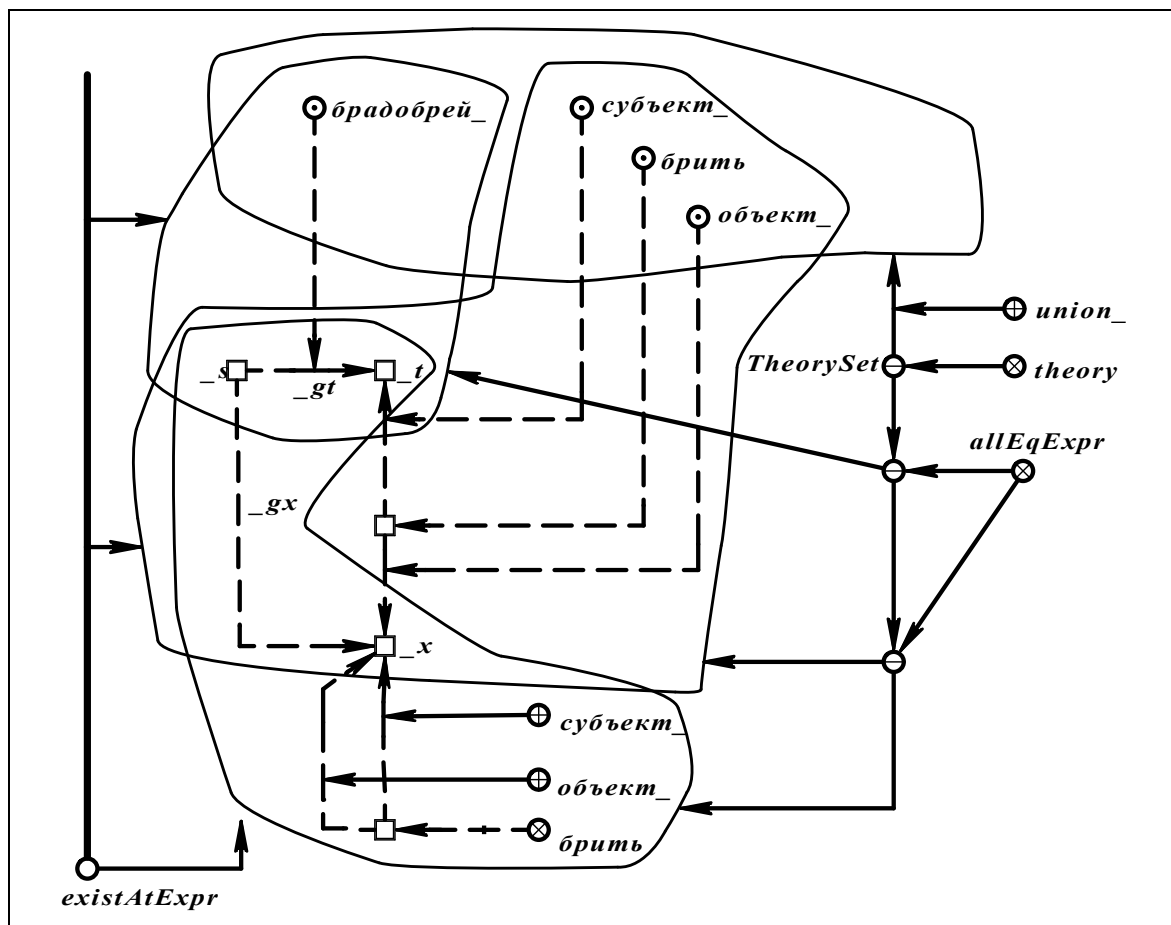 брадобрей_
субъект_
брить
объект_
union_
TheorySet
theory
_s
_t
_gt
allEqExpr
_gx
_x
субъект_
объект_
брить
existAtExpr